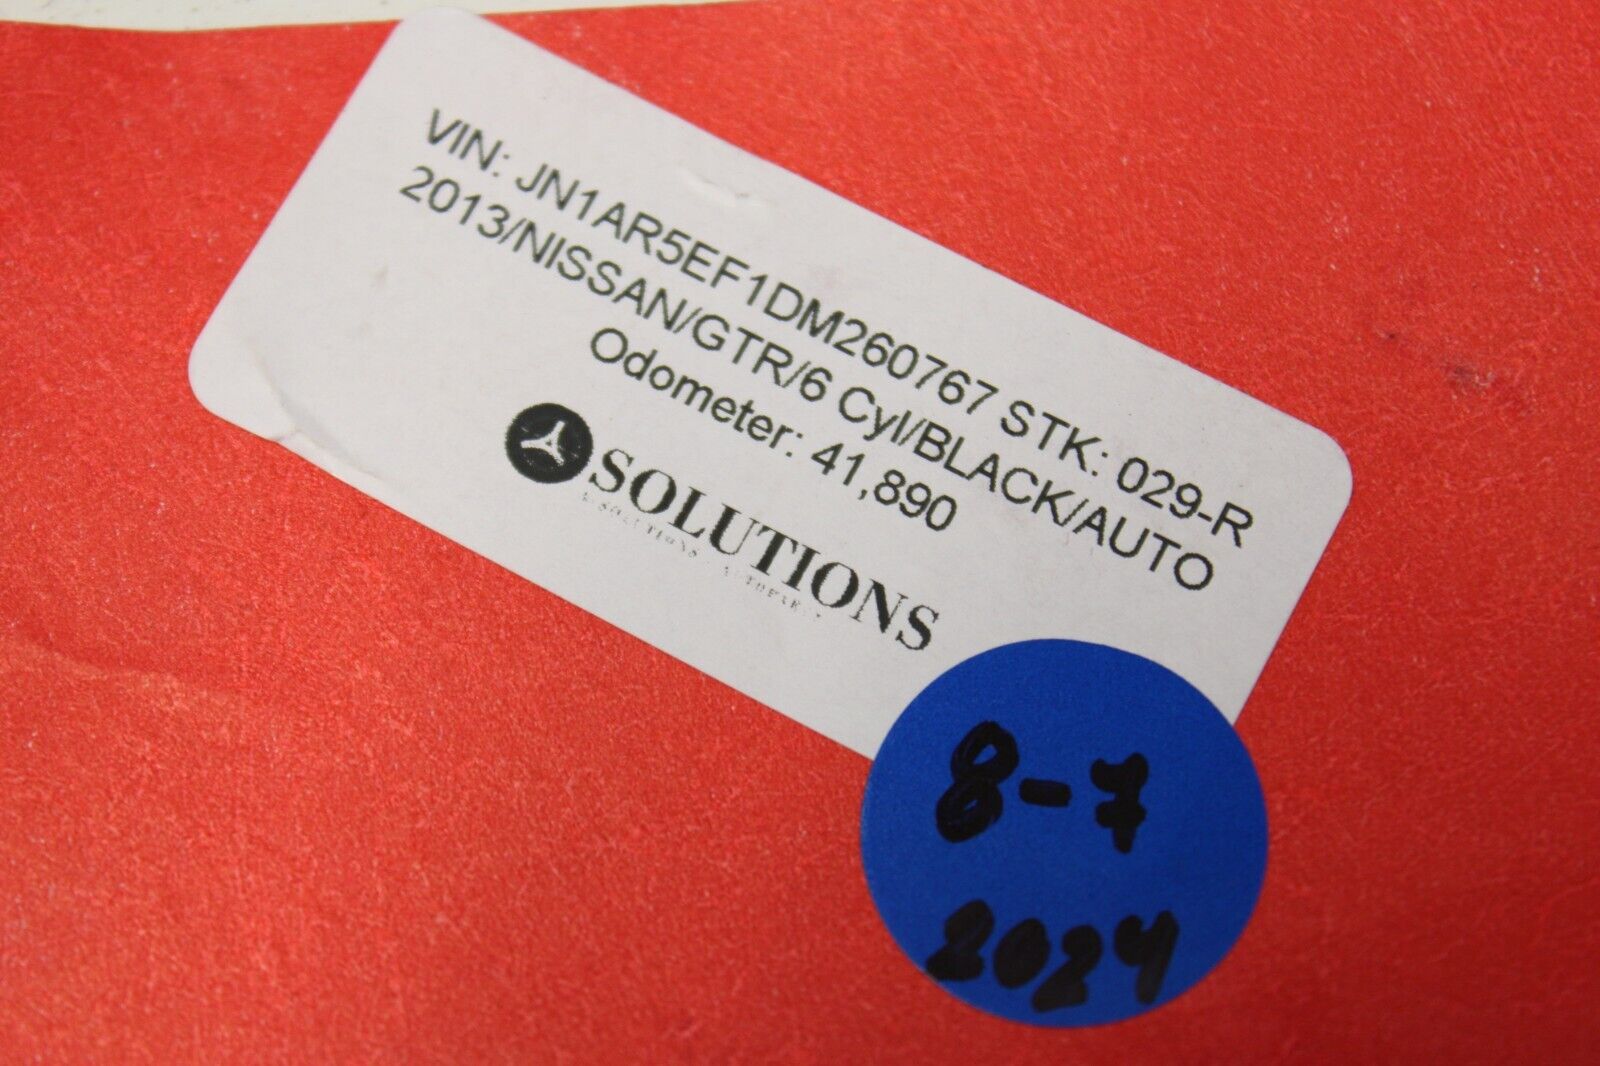 VIN: JN1AR5EF1DM260767 STK: 029-R
2013/NISSAN/GTR/6 Cyl/BLACK/AUTO
Odometer: 41,890
SOLUTIONS
8-7
2024